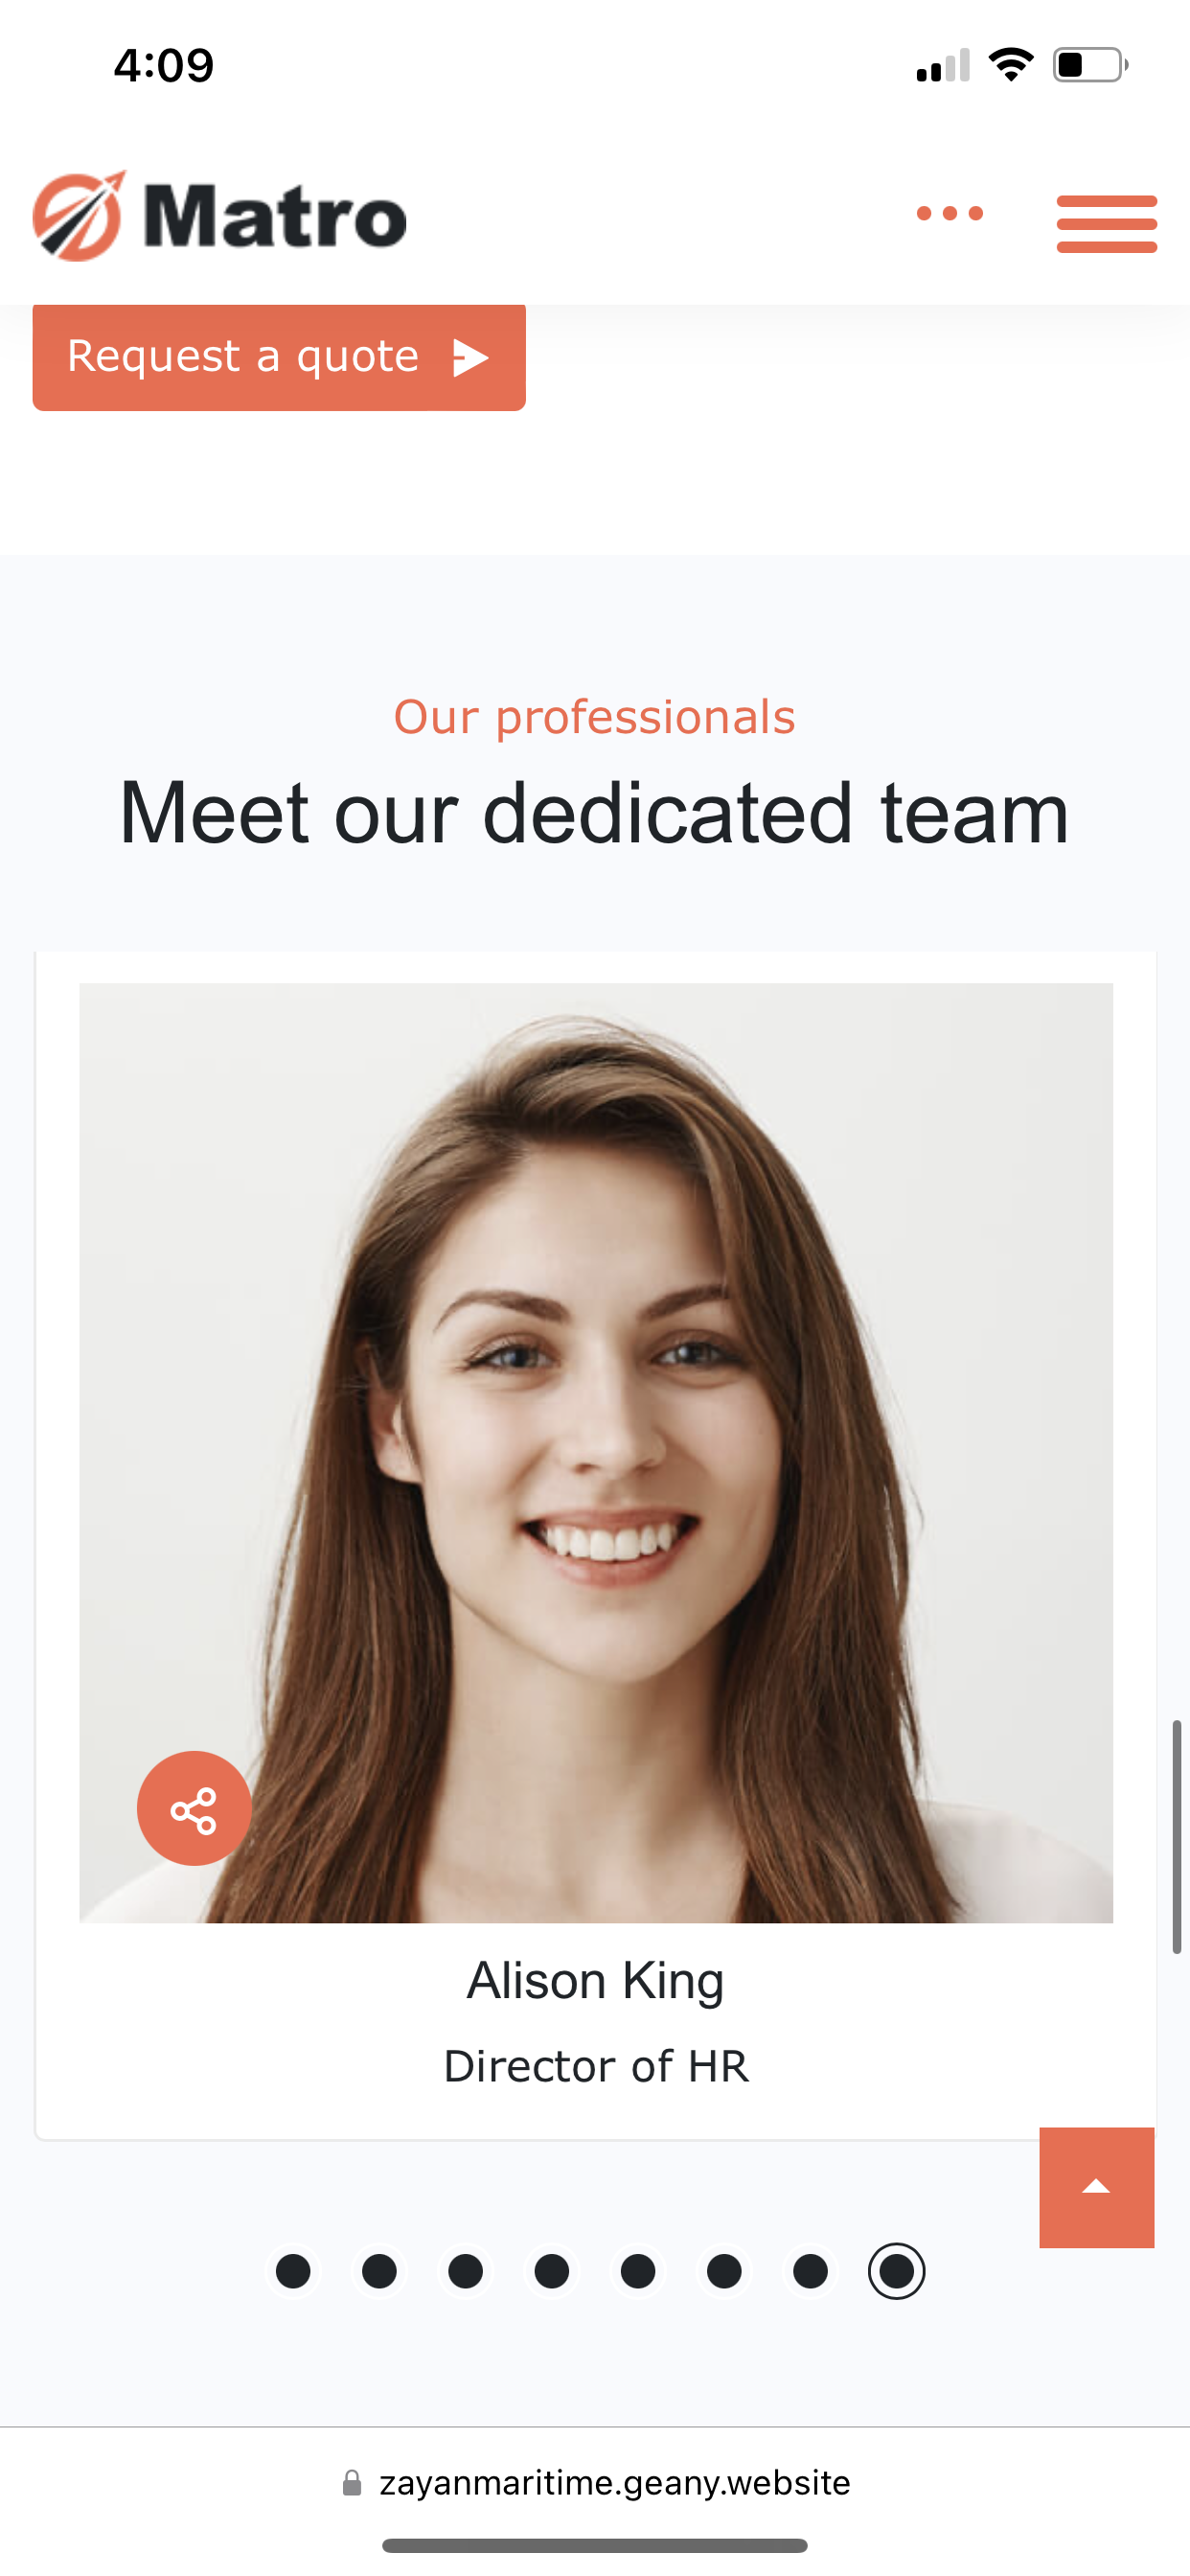 4:09
Matro
Request a quote
Our professionals
Meet our dedicated team
Alison King
Director of HR
zayanmaritime.geany.website